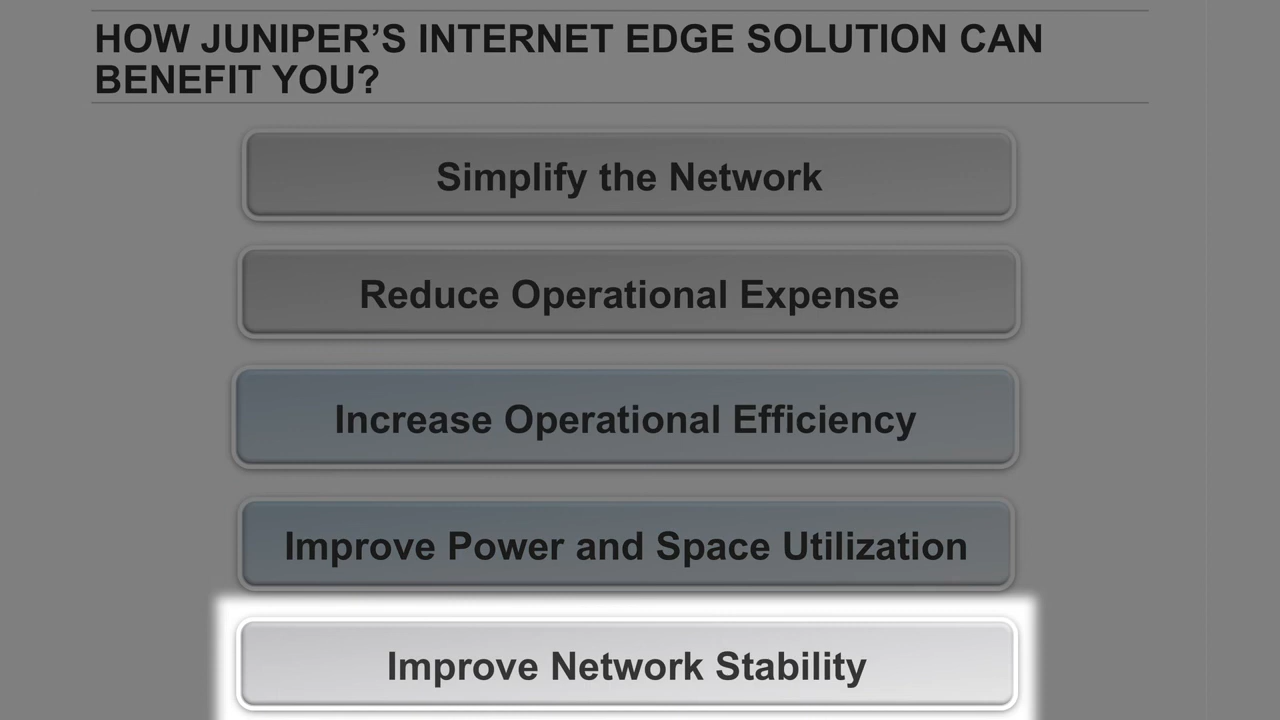 HOW JUNIPER’S INTERNET EDGE SOLUTION CAN
BENEFIT YOU?
Simplify the Network
Reduce Operational Expense
Increase Operational Efficiency
Improve Power and Space Utilization
Improve Network Stability